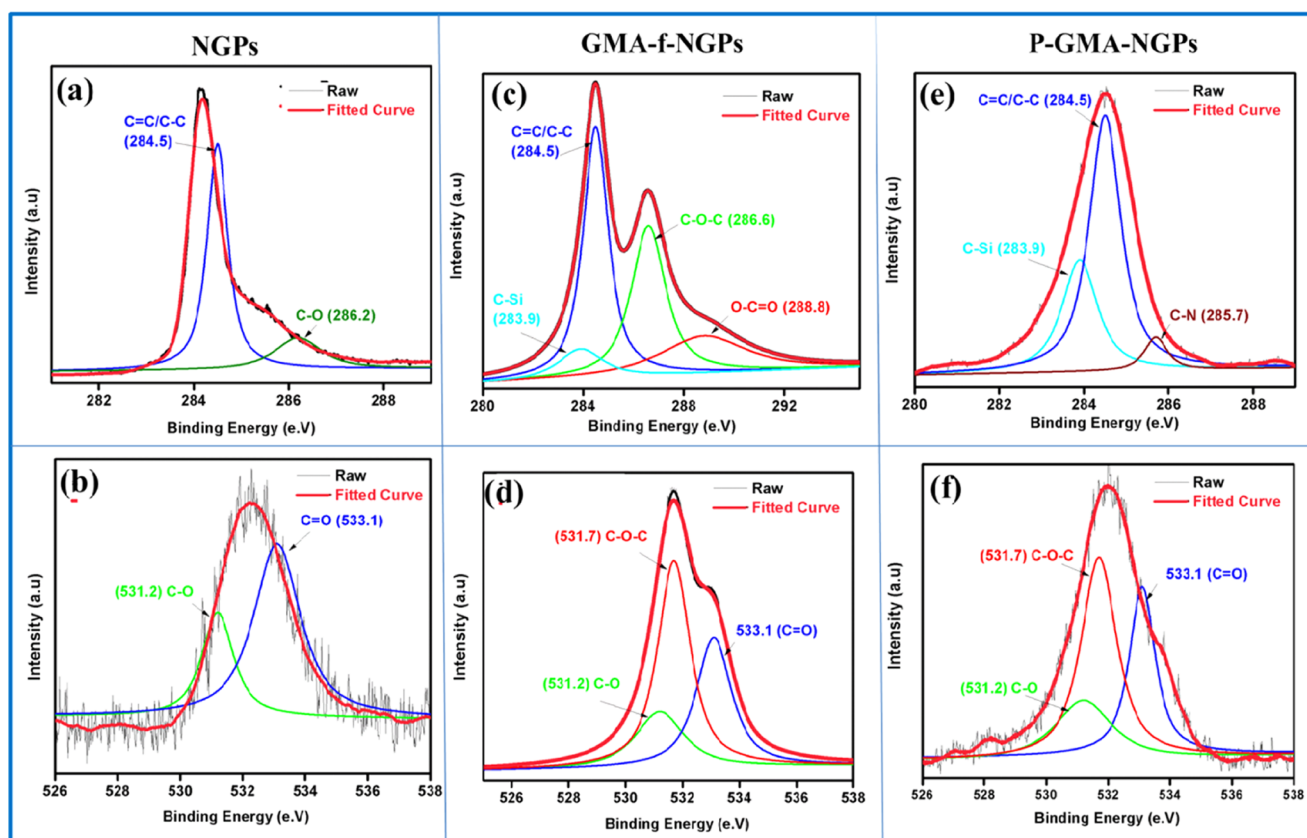 NGPs
GMA-f-NGPs
P-GMA-NGPs
(a)
Raw
Fitted Curve
C=C/C-C
(284.5)
C-O (286.2)
Intensity (a.u)
282 284 286 288
Binding Energy (e.V)
(c)
Raw
Fitted Curve
C=C/C-C
(284.5)
C-O-C (286.6)
C-Si
(283.9)
O-C=O (288.8)
Intensity (a.u)
280 284 288 292
Binding Energy (e.V)
(e)
Raw
Fitted Curve
C=C/C-C (284.5)
C-Si (283.9)
C-N (285.7)
Intensity (a.u)
280 282 284 286 288
Binding Energy (e.V)
(b)
Raw
Fitted Curve
C=O (533.1)
(531.2) C-O
Intensity (a.u)
526 528 530 532 534 536 538
Binding Energy (e.V)
(d)
Raw
Fitted Curve
(531.7) C-O-C
533.1 (C=O)
(531.2) C-O
Intensity (a.u)
526 528 530 532 534 536 538
Binding Energy (e.V)
(f)
Raw
Fitted Curve
(531.7) C-O-C
533.1 (C=O)
(531.2) C-O
Intensity (a.u)
526 528 530 532 534 536 538
Binding Energy (e.V)